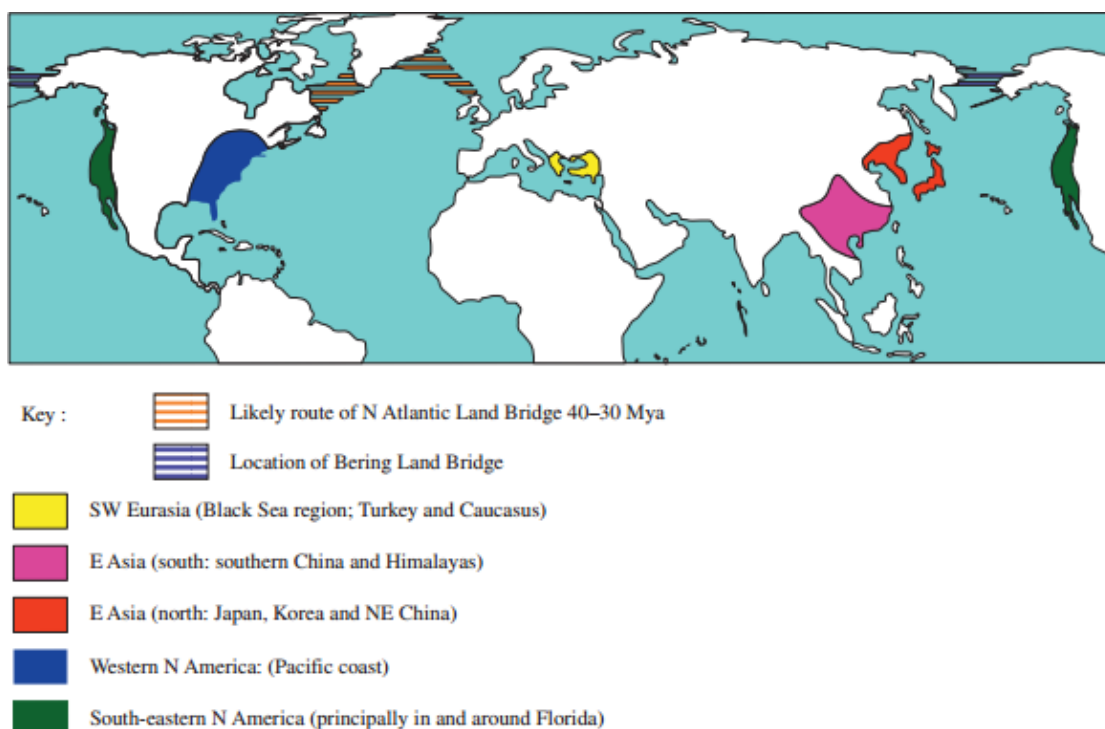 Key :
Likely route of N Atlantic Land Bridge 40–30 Mya
Location of Bering Land Bridge
SW Eurasia (Black Sea region; Turkey and Caucasus)
E Asia (south: southern China and Himalayas)
E Asia (north: Japan, Korea and NE China)
Western N America: (Pacific coast)
South-eastern N America (principally in and around Florida)